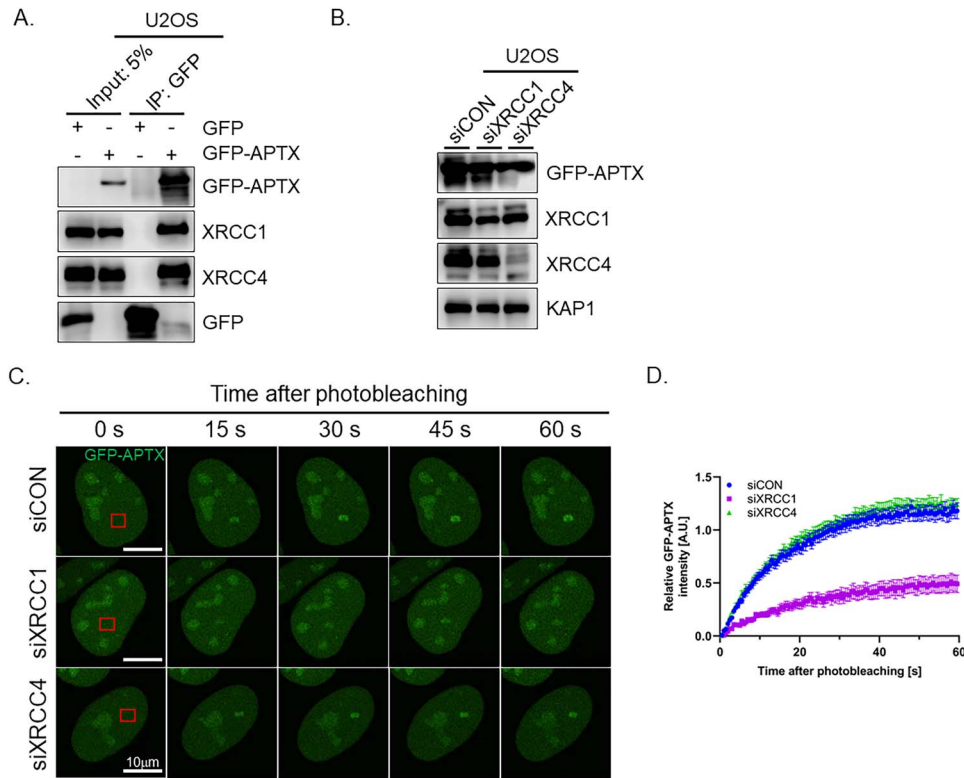 A.
U2OS
Input: 5%
IP: GFP
+ - + - GFP
- + - + GFP-APTX
GFP-APTX
XRCC1
XRCC4
GFP
B.
U2OS
siCON
siXRCC1
siXRCC4
GFP-APTX
XRCC1
XRCC4
KAP1
C.
Time after photobleaching
0 s 15 s 30 s 45 s 60 s
GFP-APTX
siCON
siXRCC1
siXRCC4
10μm
D.
Relative GFP-APTX
intensity [A.U.]
1.5
1.0
0.5
0.0
siCON
siXRCC1
siXRCC4
0 20 40 60
Time after photobleaching [s]